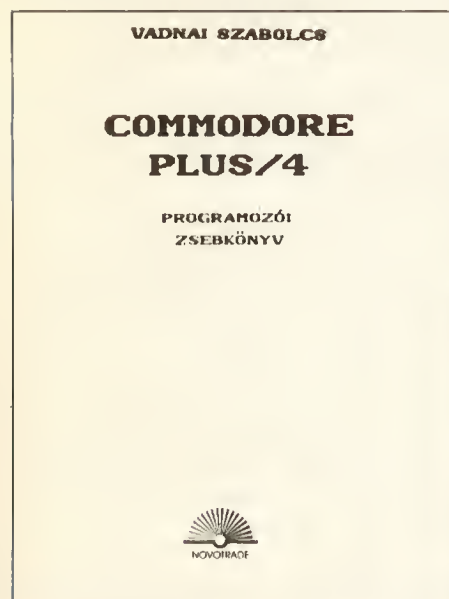 VADNAI SZABOLCS
COMMODORE
PLUS/4
PROGRAMOZÓI
ZSEBKÖNYV
NOVOTRADE